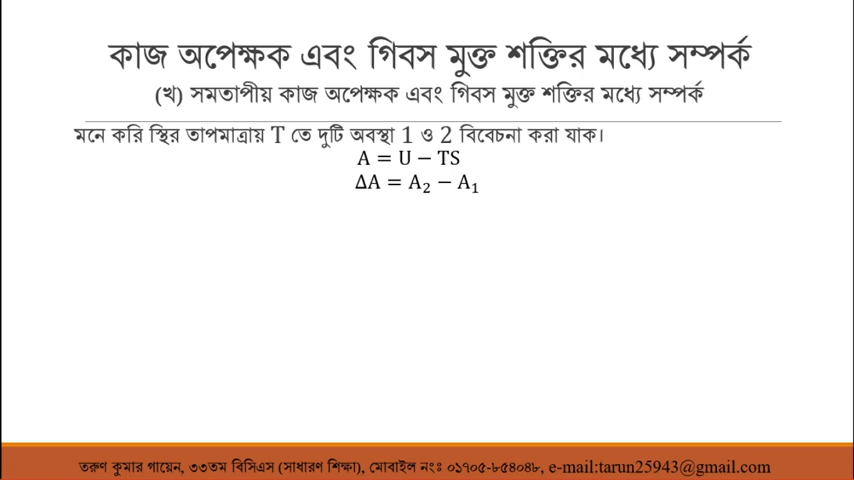 কাজ অপেক্ষক এবং গিবস মুক্ত শক্তির মধ্যে সম্পর্ক
(খ) সমতাপীয় কাজ অপেক্ষক এবং গিবস মুক্ত শক্তির মধ্যে সম্পর্ক
মনে করি স্থির তাপমাত্রায় T তে দুটি অবস্থা 1 ও 2 বিবেচনা করা যাক।
A = U − TS
ΔA = A₂ − A₁
তরুণ কুমার গায়েন, ৩৩তম বিসিএস (সাধারণ শিক্ষা), মোবাইল নংঃ ০১৭০৫-৮৫৪০৪৮, e-mail:tarun25943@gmail.com